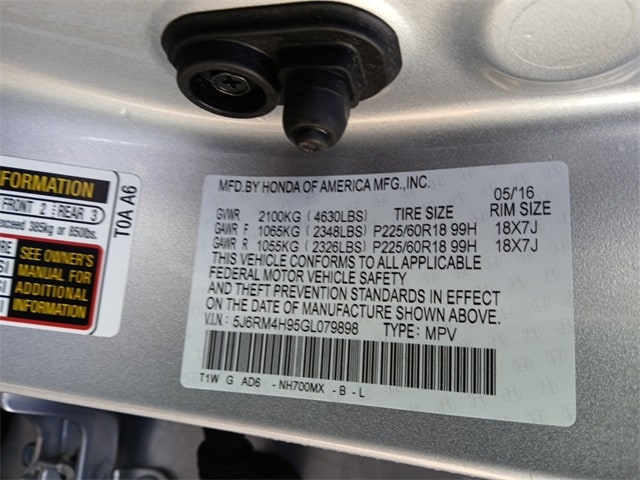 FORMATION
FRONT 2 REAR 3
exceed 385kg or 850lbs.
SEE OWNER'S
MANUAL FOR
ADDITIONAL
INFORMATION
T0A A6
MFD.BY HONDA OF AMERICA MFG.,INC. 05/'16
GVWR 2100KG ( 4630LBS) TIRE SIZE RIM SIZE
GAWR F 1065KG ( 2348LBS) P225/60R18 99H 18X7J
GAWR R 1055KG ( 2326LBS) P225/60R18 99H 18X7J
THIS VEHICLE CONFORMS TO ALL APPLICABLE
FEDERAL MOTOR VEHICLE SAFETY
AND THEFT PREVENTION STANDARDS IN EFFECT
ON THE DATE OF MANUFACTURE SHOWN ABOVE.
V.I.N.: 5J6RM4H95GL079898 TYPE: MPV
T1W G AD6 - NH700MX - B - L